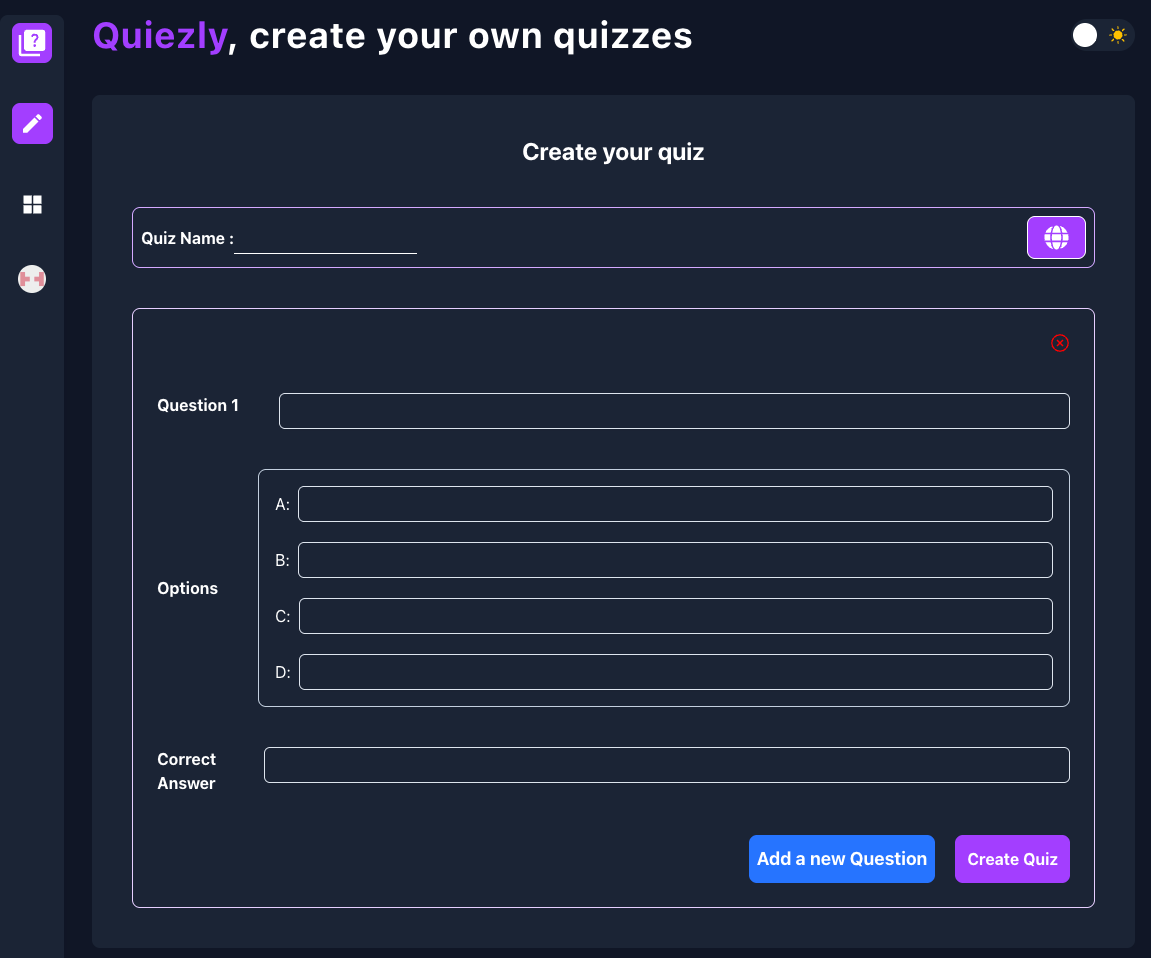 ?
Quiezly, create your own quizzes
Create your quiz
Quiz Name :
Question 1
Options
A:
B:
C:
D:
Correct
Answer
Add a new Question
Create Quiz